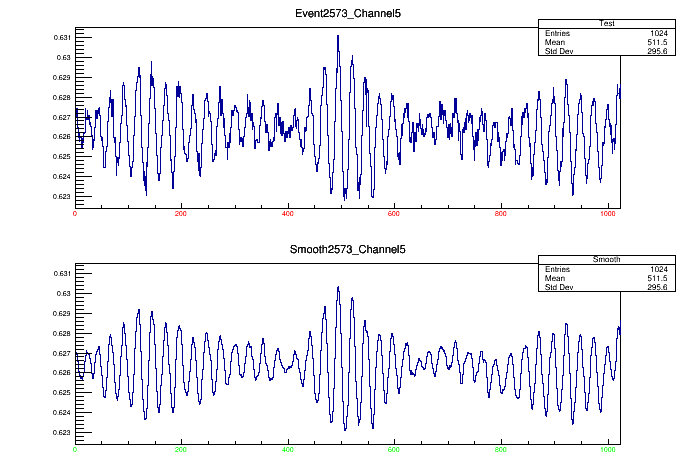 Event2573_Channel5
Test
Entries 1024
Mean 511.5
Std Dev 295.6
0.631
0.63
0.629
0.628
0.627
0.626
0.625
0.624
0.623
0 200 400 600 800 1000
Smooth2573_Channel5
Smooth
Entries 1024
Mean 511.5
Std Dev 295.6
0.631
0.63
0.629
0.628
0.627
0.626
0.625
0.624
0.623
0 200 400 600 800 1000